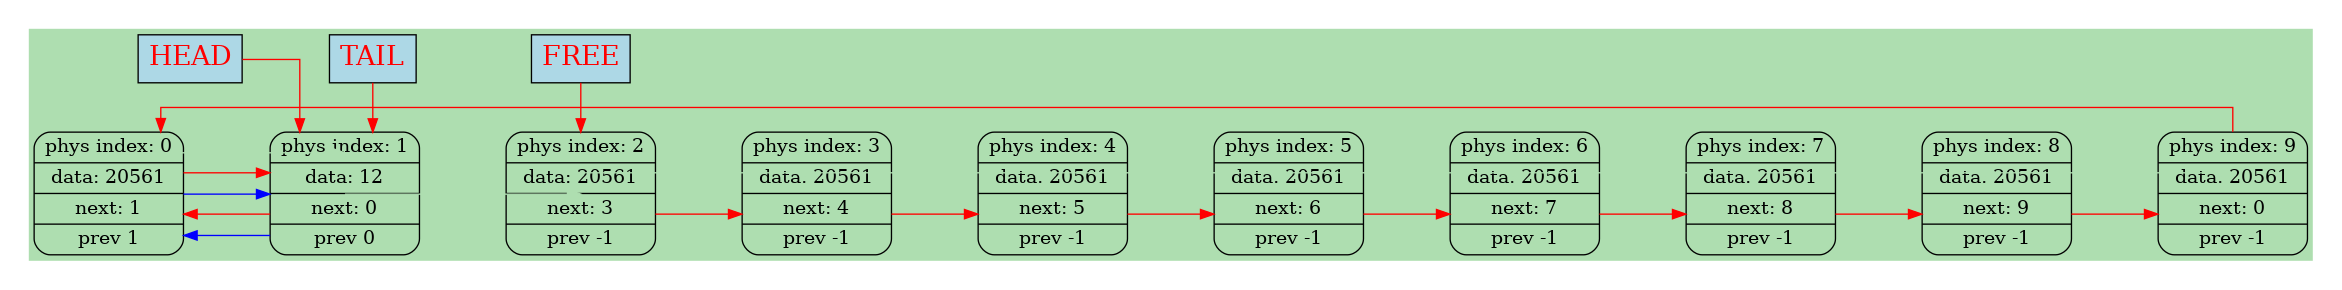 HEAD
TAIL
FREE
phys index: 0
data: 20561
next: 1
prev 1
phys index: 1
data: 12
next: 0
prev 0
phys index: 2
data: 20561
next: 3
prev -1
phys index: 3
data. 20561
next: 4
prev -1
phys index: 4
data. 20561
next: 5
prev -1
phys index: 5
data. 20561
next: 6
prev -1
phys index: 6
data. 20561
next: 7
prev -1
phys index: 7
data. 20561
next: 8
prev -1
phys index: 8
data. 20561
next: 9
prev -1
phys index: 9
data. 20561
next: 0
prev -1